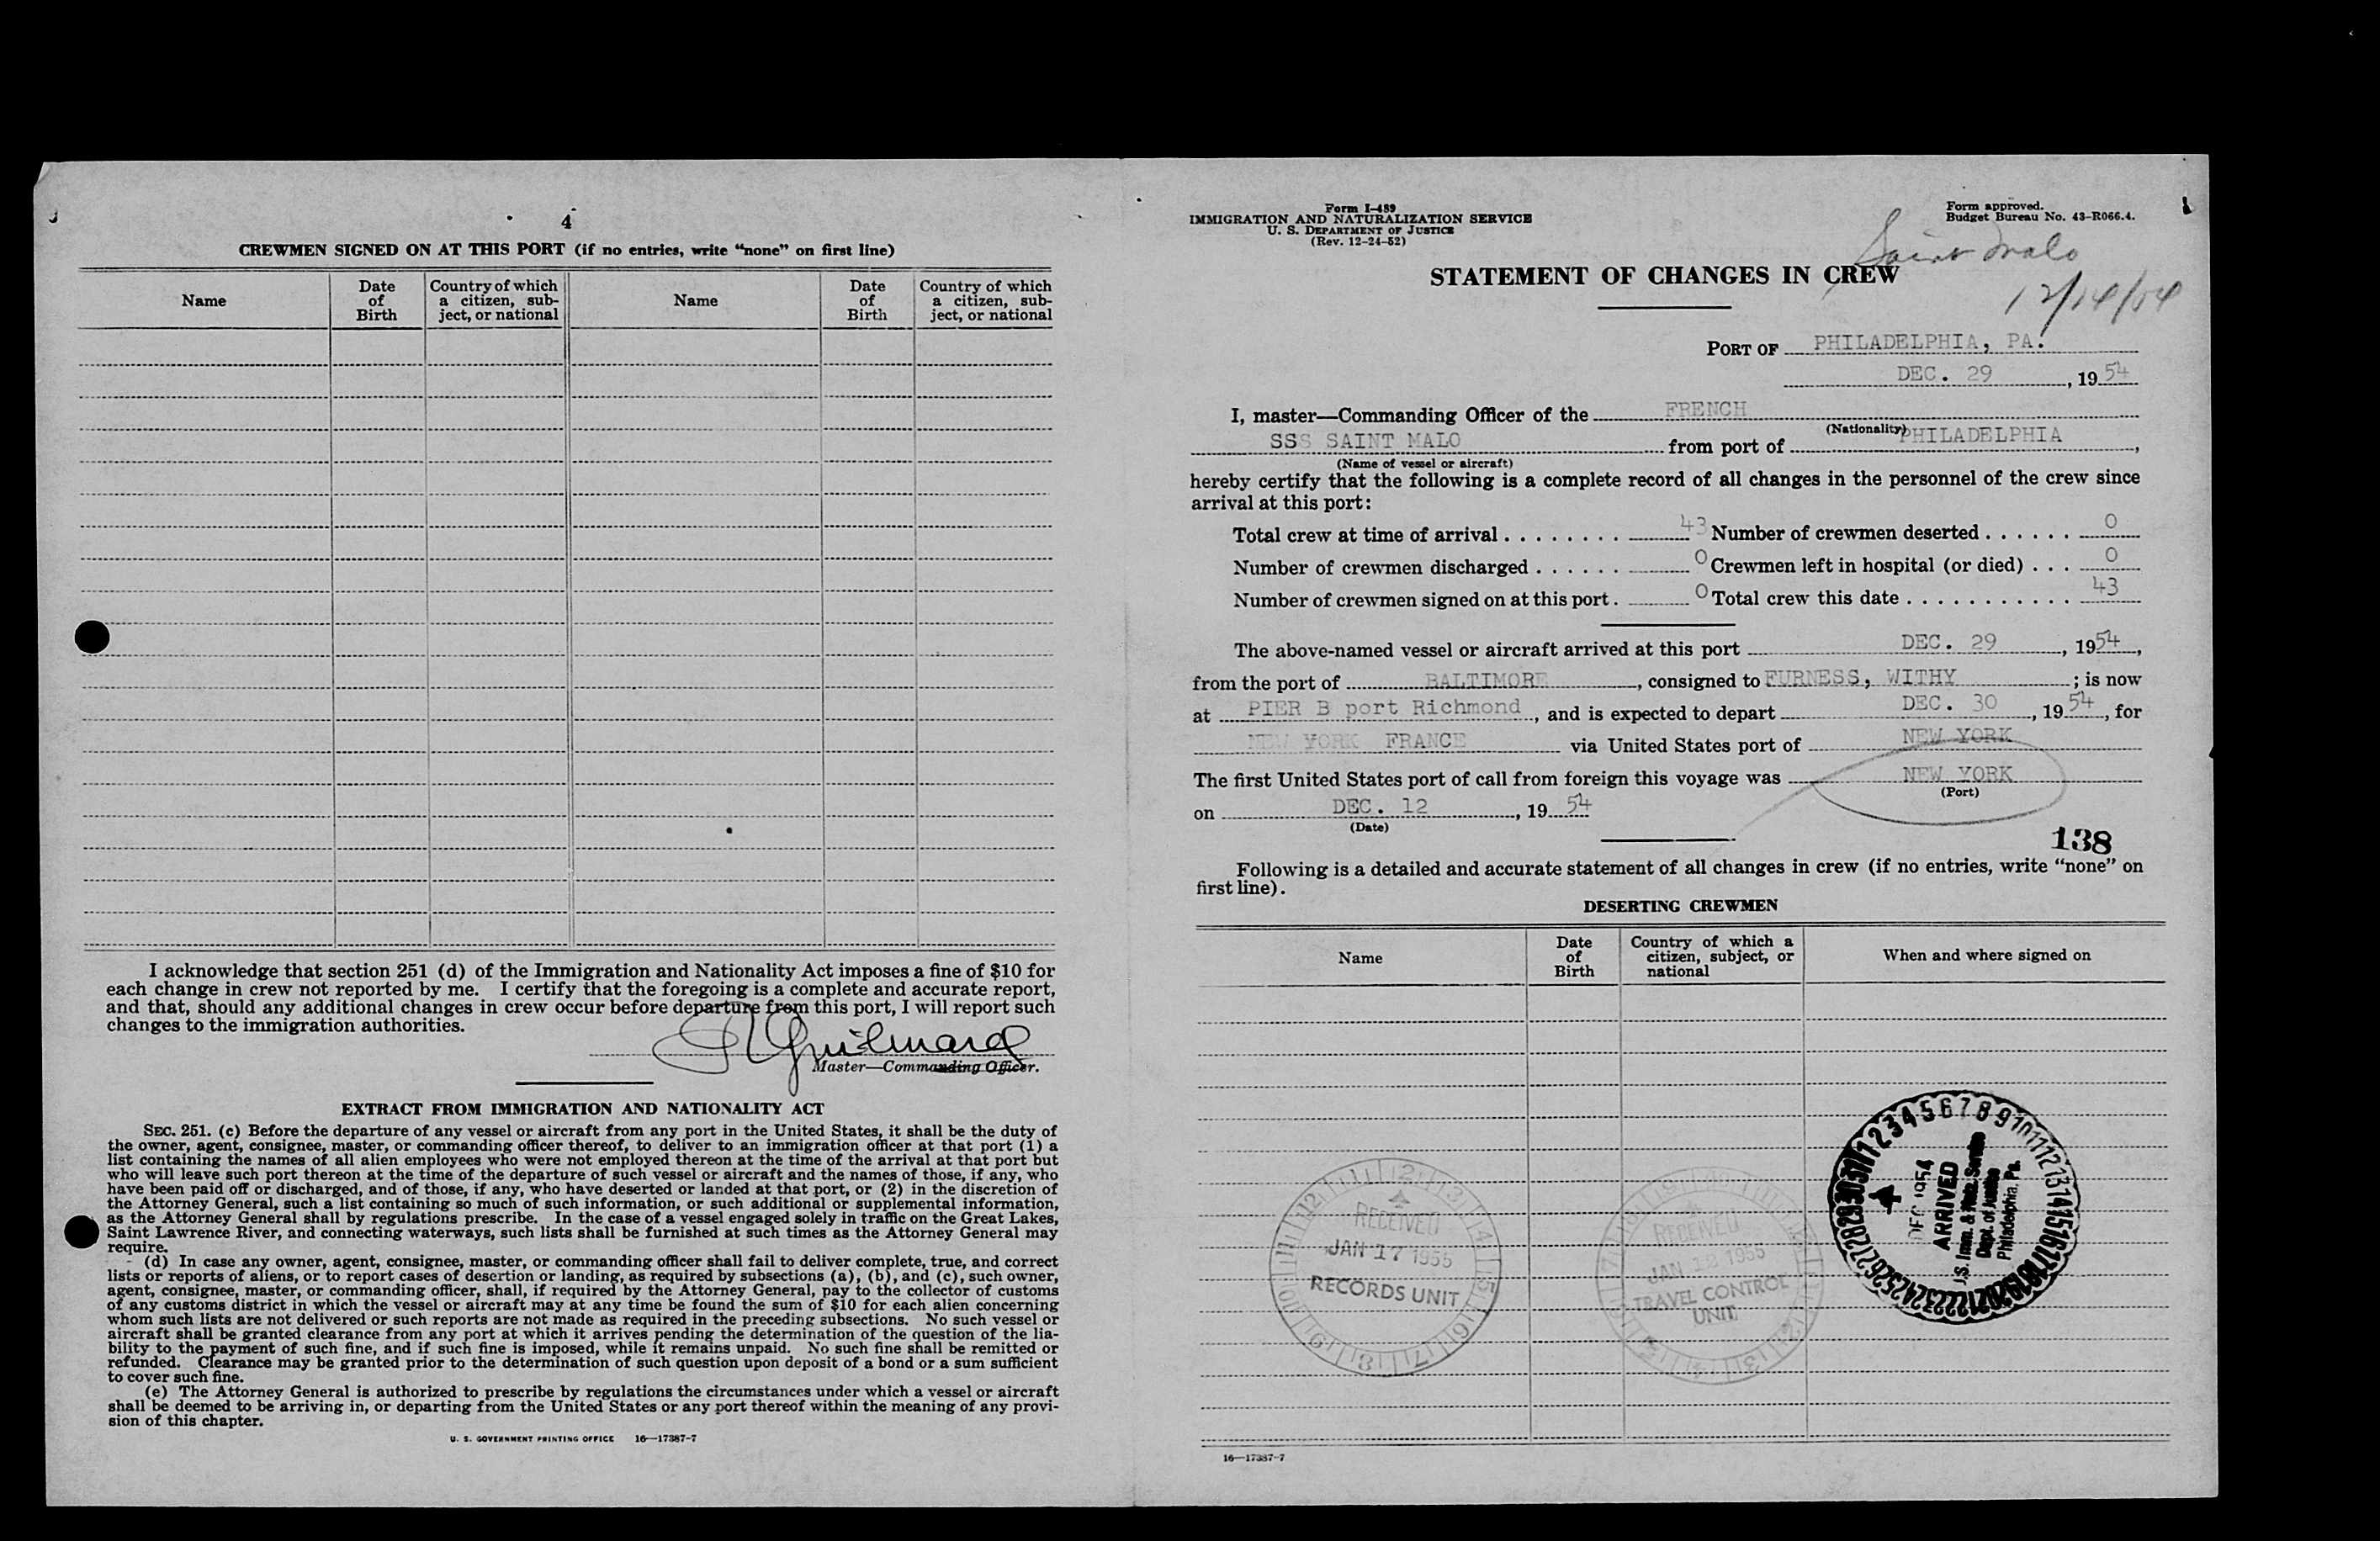 4
CREWMEN SIGNED ON AT THIS PORT (if no entries, write “none” on first line)
Name
Date of Birth
Country of which a citizen, sub-ject, or national
Name
Date of Birth
Country of which a citizen, sub-ject, or national
I acknowledge that section 251 (d) of the Immigration and Nationality Act imposes a fine of $10 for
each change in crew not reported by me. I certify that the foregoing is a complete and accurate report,
and that, should any additional changes in crew occur before departure from this port, I will report such
changes to the immigration authorities.
Master—Commanding Officer.
EXTRACT FROM IMMIGRATION AND NATIONALITY ACT
SEC. 251. (c) Before the departure of any vessel or aircraft from any port in the United States, it shall be the duty of
the owner, agent, consignee, master, or commanding officer thereof, to deliver to an immigration officer at that port (1) a
list containing the names of all alien employees who were not employed thereon at the time of the arrival at that port but
who will leave such port thereon at the time of the departure of such vessel or aircraft and the names of those, if any, who
have been paid off or discharged, and of those, if any, who have deserted or landed at that port, or (2) in the discretion of
the Attorney General, such a list containing so much of such information, or such additional or supplemental information,
as the Attorney General shall by regulations prescribe. In the case of a vessel engaged solely in traffic on the Great Lakes,
Saint Lawrence River, and connecting waterways, such lists shall be furnished at such times as the Attorney General may
require.
(d) In case any owner, agent, consignee, master, or commanding officer shall fail to deliver complete, true, and correct
lists or reports of aliens, or to report cases of desertion or landing, as required by subsections (a), (b), and (c), such owner,
agent, consignee, master, or commanding officer, shall, if required by the Attorney General, pay to the collector of customs
of any customs district in which the vessel or aircraft may at any time be found the sum of $10 for each alien concerning
whom such lists are not delivered or such reports are not made as required in the preceding subsections. No such vessel or
aircraft shall be granted clearance from any port at which it arrives pending the determination of the question of the lia-
bility to the payment of such fine, and if such fine is imposed, while it remains unpaid. No such fine shall be remitted or
refunded. Clearance may be granted prior to the determination of such question upon deposit of a bond or a sum sufficient
to cover such fine.
(e) The Attorney General is authorized to prescribe by regulations the circumstances under which a vessel or aircraft
shall be deemed to be arriving in, or departing from the United States or any port thereof within the meaning of any provi-
sion of this chapter.
U. S. GOVERNMENT PRINTING OFFICE 16—17387-7
Form I-489
IMMIGRATION AND NATURALIZATION SERVICE
U. S. DEPARTMENT OF JUSTICE
(Rev. 12-24-52)
Form approved.
Budget Bureau No. 43-R066.4.
Saint Malo
STATEMENT OF CHANGES IN CREW
PORT OF PHILADELPHIA, PA.
DEC. 29, 1954
I, master—Commanding Officer of the FRENCH
(Nationality)
SSS SAINT MALO from port of PHILADELPHIA,
(Name of vessel or aircraft)
hereby certify that the following is a complete record of all changes in the personnel of the crew since
arrival at this port:
Total crew at time of arrival . . . . . . . . 43 Number of crewmen deserted . . . . . . 0
Number of crewmen discharged . . . . . . 0 Crewmen left in hospital (or died) . . . 0
Number of crewmen signed on at this port . 0 Total crew this date . . . . . . . . . . . . 43
The above-named vessel or aircraft arrived at this port DEC. 29, 1954,
from the port of BALTIMORE, consigned to FURNESS, WITHY; is now
at PIER B port Richmond, and is expected to depart DEC. 30, 1954, for
NEW YORK FRANCE via United States port of NEW YORK
The first United States port of call from foreign this voyage was NEW YORK
(Port)
on DEC. 12, 1954
(Date)
138
Following is a detailed and accurate statement of all changes in crew (if no entries, write “none” on
first line).
DESERTING CREWMEN
Name
Date of Birth
Country of which a citizen, subject, or national
When and where signed on
RECEIVED
JAN 17 1955
RECORDS UNIT
RECEIVED
JAN 1955
TRAVEL CONTROL
UNIT
DEC 1954
ARRIVED
U.S. Imm. & Natz. Service
Dept. of Justice
Philadelphia, Pa.
16—17387-7